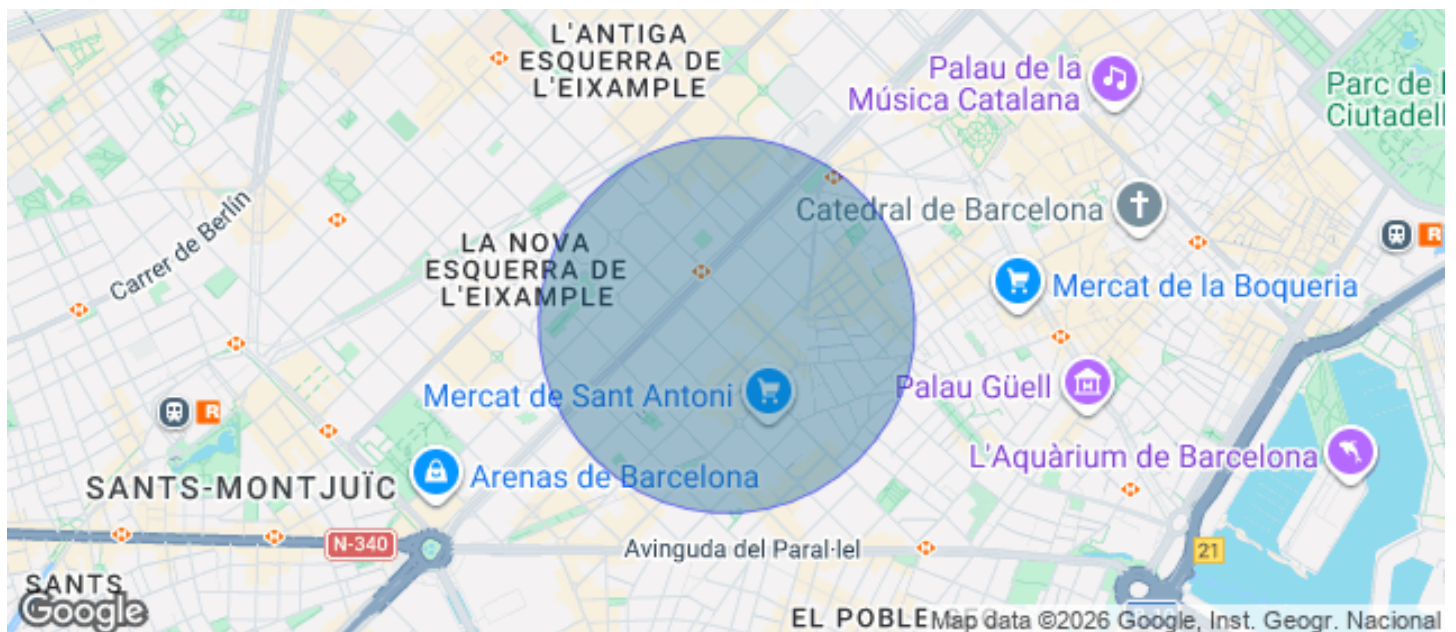 L'ANTIGA
ESQUERRA DE
L'EIXAMPLE
Palau de la
Música Catalana
Parc de l
Ciutadell
Catedral de Barcelona
Carrer de Berlín
LA NOVA
ESQUERRA DE
L'EIXAMPLE
R
Mercat de la Boqueria
Mercat de Sant Antoni
Palau Güell
R
L'Aquàrium de Barcelona
Arenas de Barcelona
SANTS-MONTJUÏC
N-340
Avinguda del Paral·lel
21
SANTS
Google
EL POBLE
Map data ©2026 Google, Inst. Geogr. Nacional